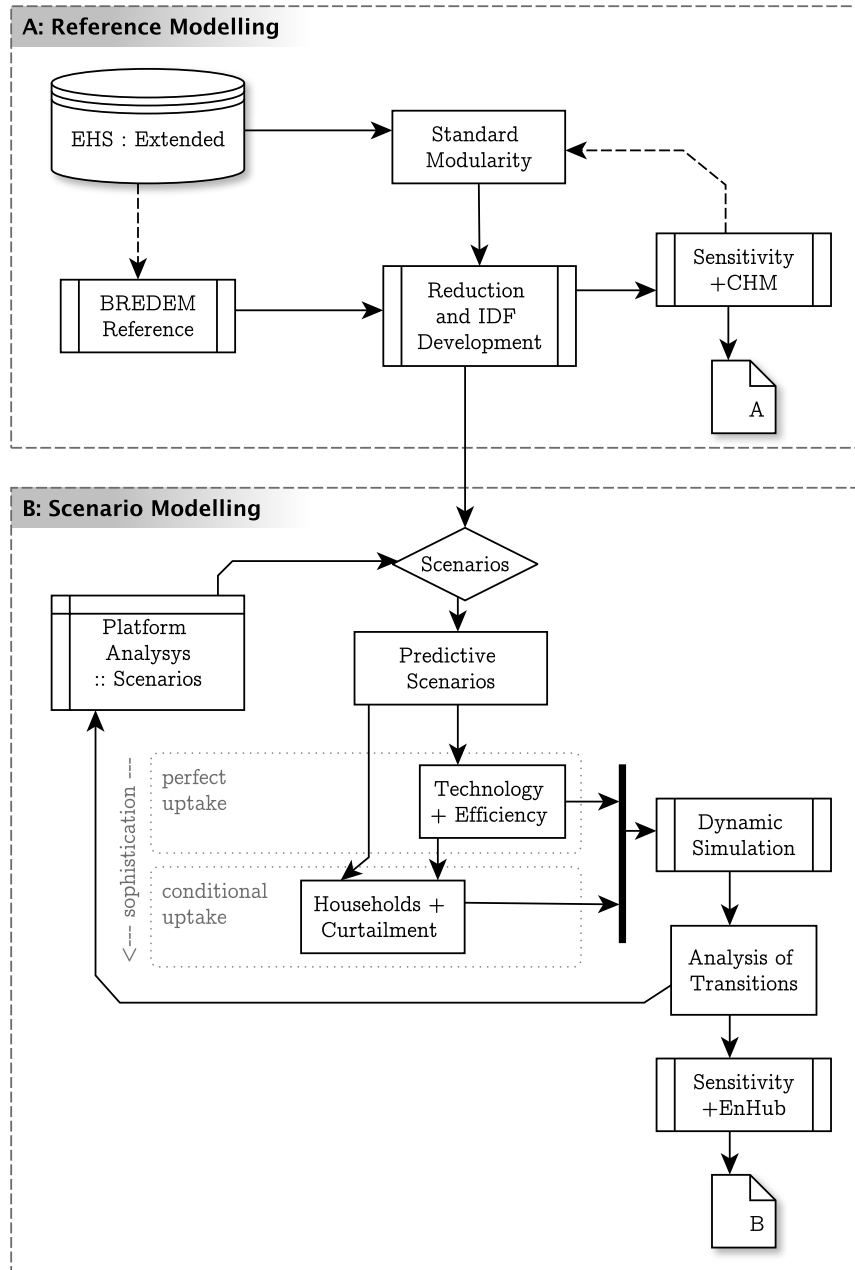 A: Reference Modelling
EHS : Extended
Standard
Modularity
Sensitivity
+CHM
BREDEM
Reference
Reduction
and IDF
Development
A
B: Scenario Modelling
Scenarios
Platform
Analysys
:: Scenarios
Predictive
Scenarios
<--- sophistication ---
perfect
uptake
Technology
+ Efficiency
Dynamic
Simulation
conditional
uptake
Households +
Curtailment
Analysis of
Transitions
Sensitivity
+EnHub
B